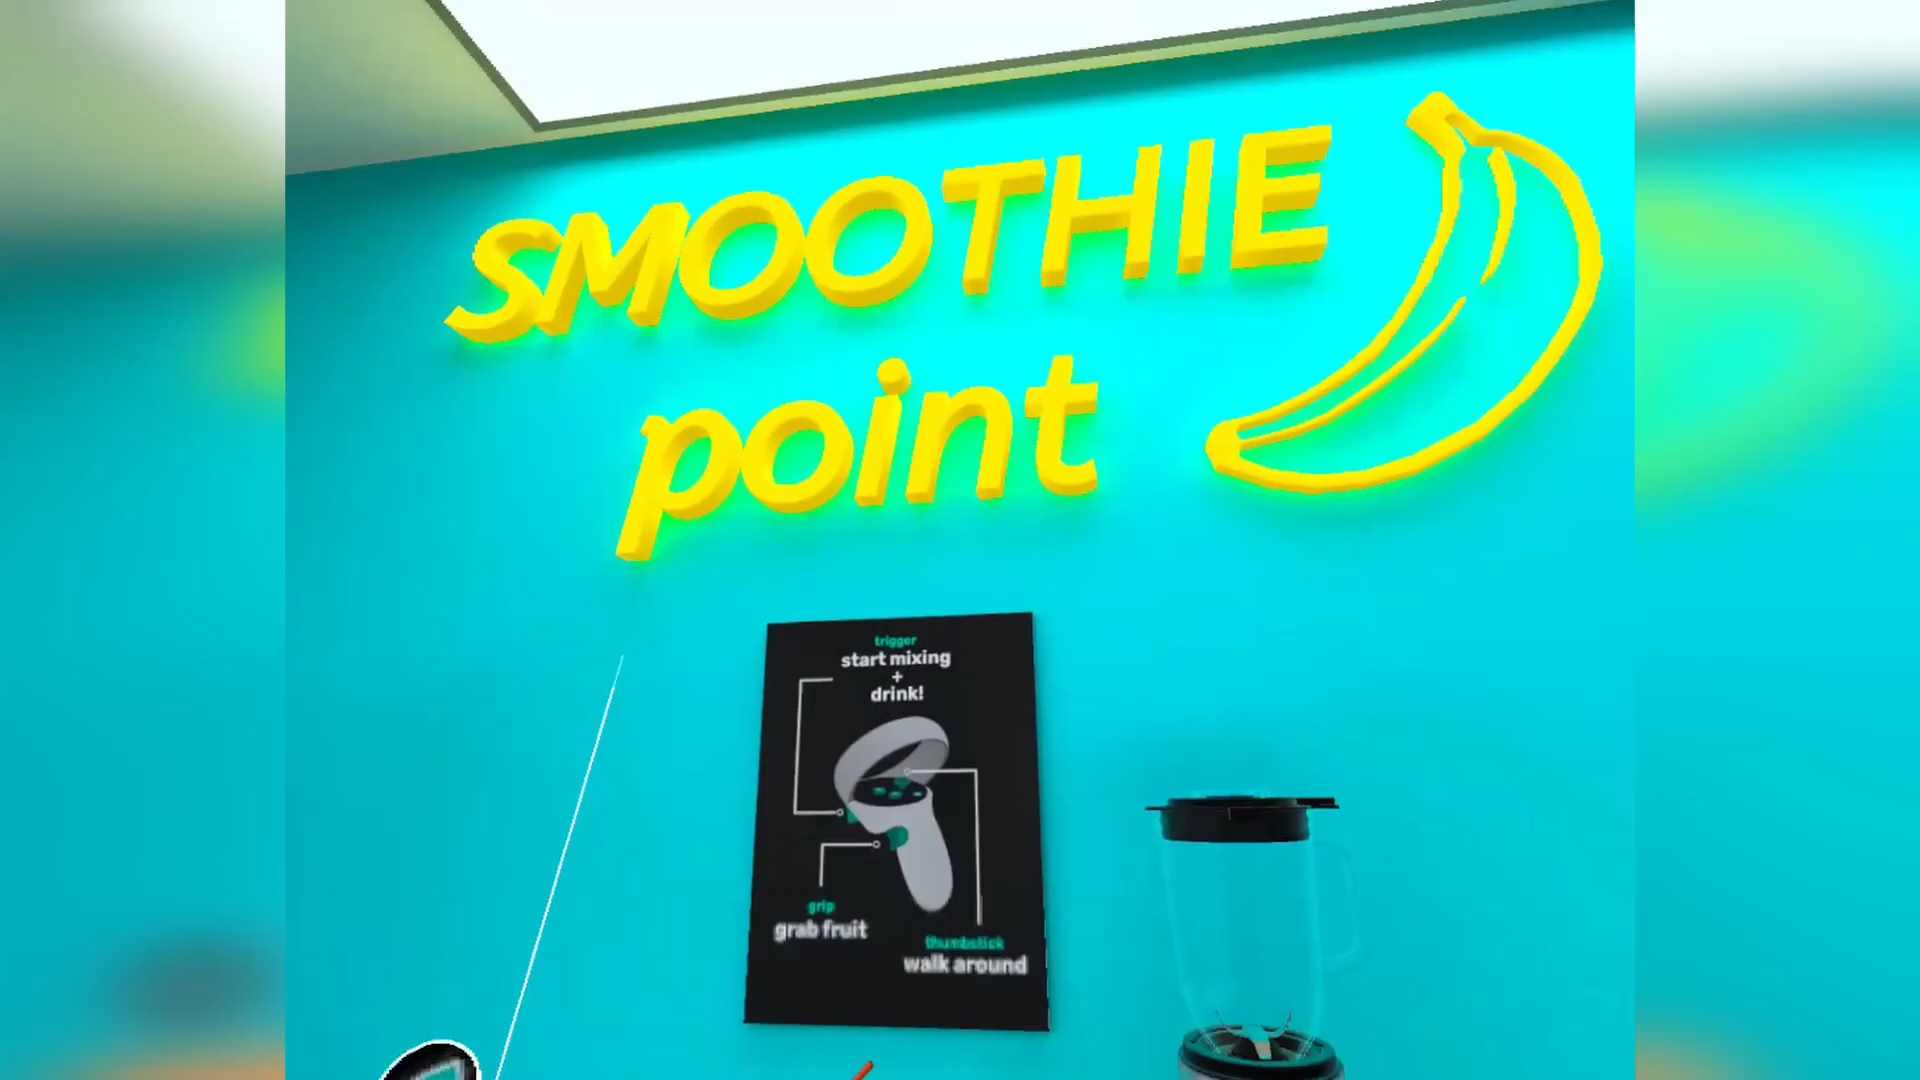 SMOOTHIE
point
trigger
start mixing
+
drink!
grip
grab fruit
thumbstick
walk around